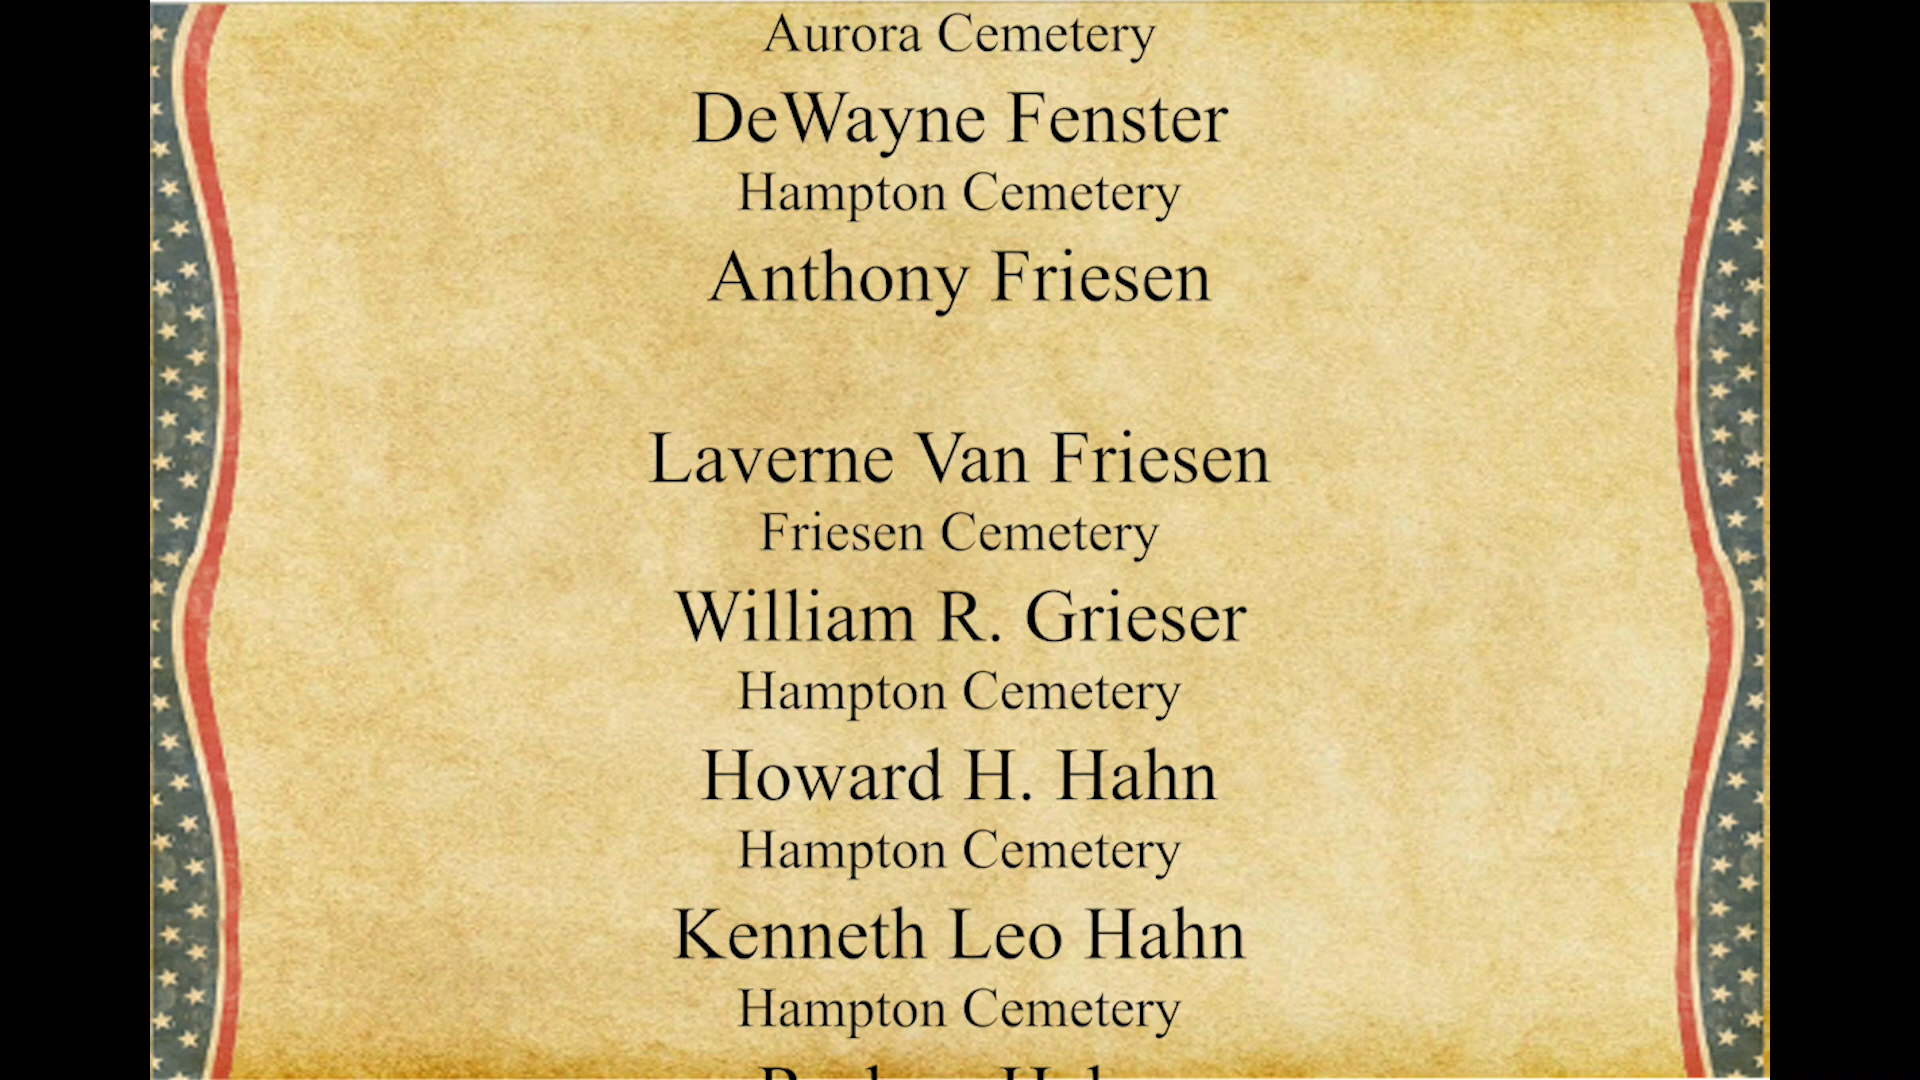 Aurora Cemetery
DeWayne Fenster
Hampton Cemetery
Anthony Friesen
Laverne Van Friesen
Friesen Cemetery
William R. Grieser
Hampton Cemetery
Howard H. Hahn
Hampton Cemetery
Kenneth Leo Hahn
Hampton Cemetery